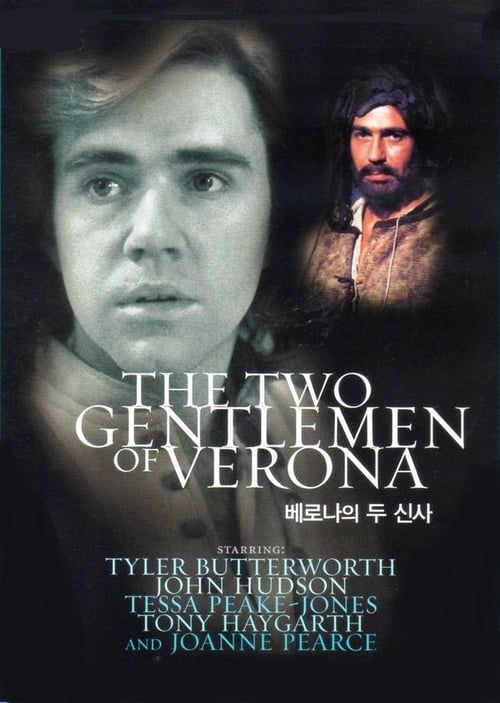 THE TWO
GENTLEMEN
OF VERONA
베로나의 두 신사
STARRING:
TYLER BUTTERWORTH
JOHN HUDSON
TESSA PEAKE-JONES
TONY HAYGARTH
AND JOANNE PEARCE